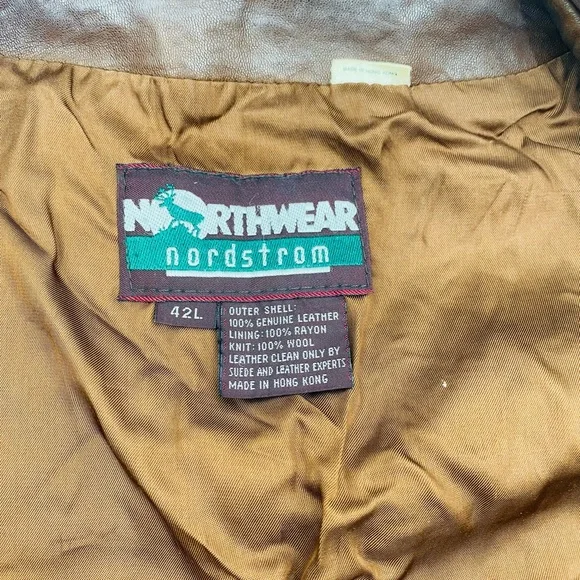 NORTHWEAR
nordstrom
42L
OUTER SHELL:
100% GENUINE LEATHER
LINING: 100% RAYON
KNIT: 100% WOOL
LEATHER CLEAN ONLY BY
SUEDE AND LEATHER EXPERTS
MADE IN HONG KONG